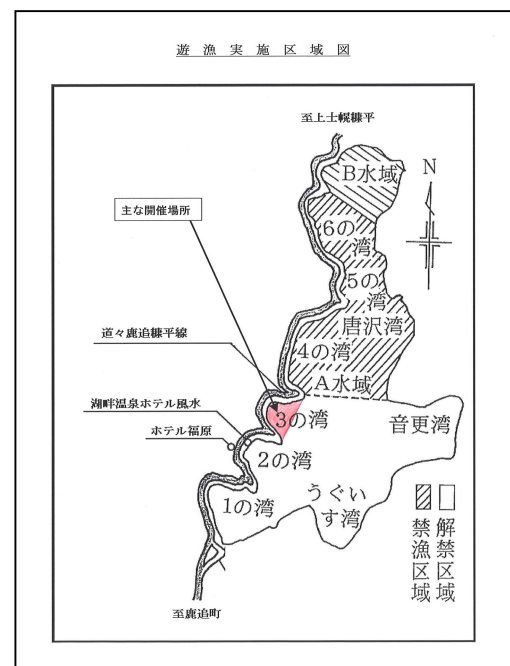 遊漁実施区域図
至上士幌糠平
N
B水域
主な開催場所
6の湾
5の湾
唐沢湾
道々鹿追糠平線
4の湾
A水域
湖畔温泉ホテル風水
3の湾
音更湾
ホテル福原
2の湾
1の湾
うぐいす湾
解禁区域
禁漁区域
至鹿追町